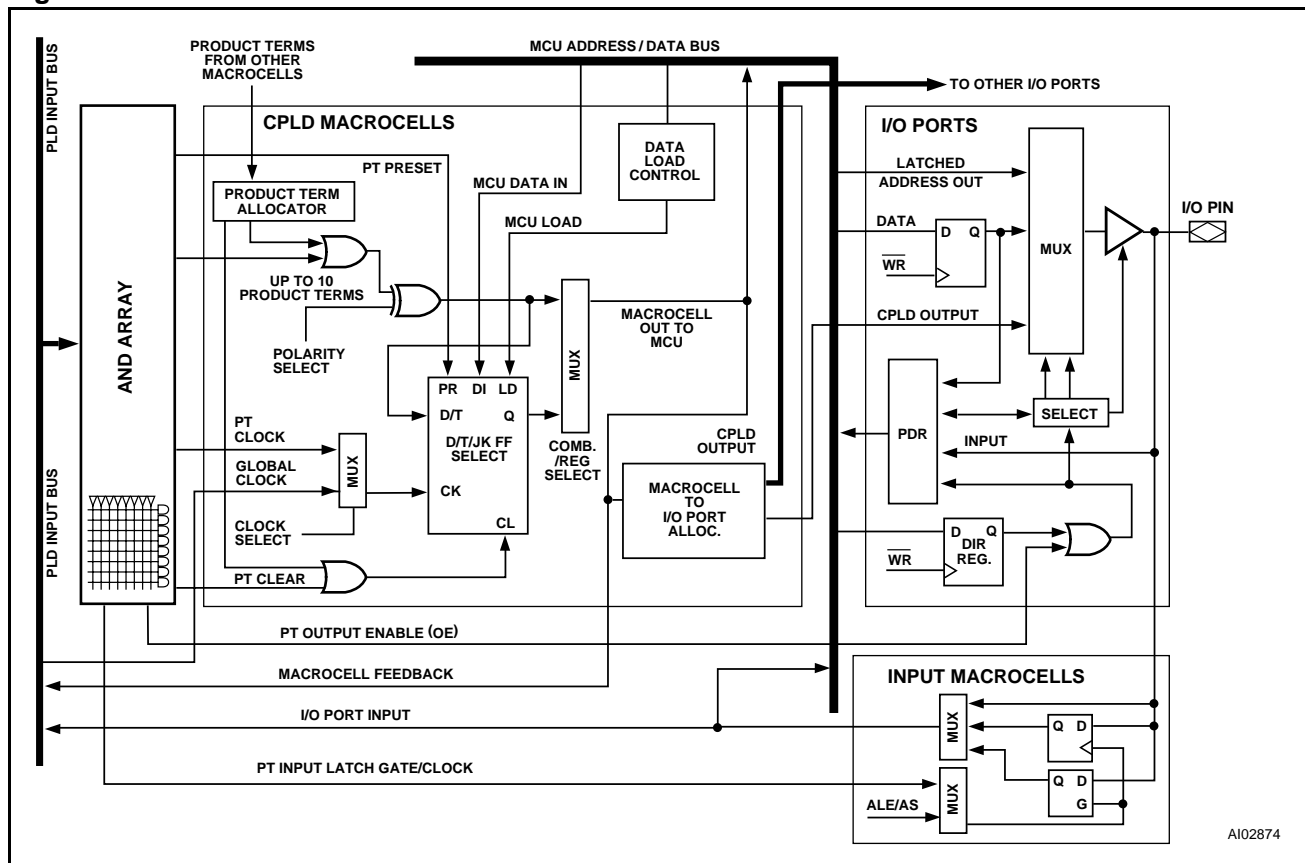 PLD INPUT BUS
PLD INPUT BUS
AND ARRAY
PRODUCT TERMS
FROM OTHER
MACROCELLS
MCU ADDRESS / DATA BUS
TO OTHER I/O PORTS
CPLD MACROCELLS
PT PRESET
PRODUCT TERM
ALLOCATOR
MCU DATA IN
MCU LOAD
DATA
LOAD
CONTROL
UP TO 10
PRODUCT TERMS
POLARITY
SELECT
MUX
MACROCELL
OUT TO
MCU
PR DI LD
D/T Q
D/T/JK FF
SELECT
CK
CL
COMB.
/REG
SELECT
PT
CLOCK
GLOBAL
CLOCK
CLOCK
SELECT
MUX
PT CLEAR
CPLD
OUTPUT
MACROCELL
TO
I/O PORT
ALLOC.
I/O PORTS
LATCHED
ADDRESS OUT
DATA
D Q
WR
MUX
I/O PIN
CPLD OUTPUT
PDR
SELECT
INPUT
D Q
DIR
REG.
WR
PT OUTPUT ENABLE (OE)
MACROCELL FEEDBACK
I/O PORT INPUT
PT INPUT LATCH GATE/CLOCK
INPUT MACROCELLS
MUX
Q D
Q D
G
MUX
ALE/AS
AI02874